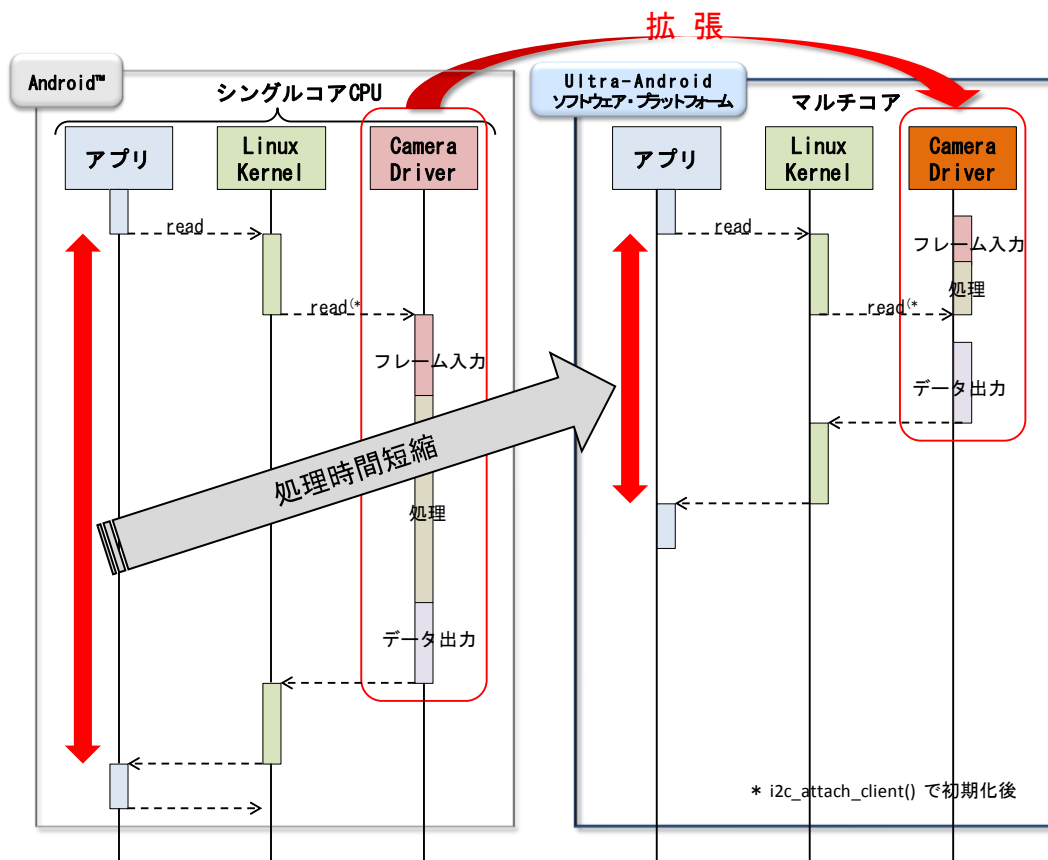 拡 張
Android™
シングルコアCPU
アプリ
Linux
Kernel
Camera
Driver
read
read(*
フレーム入力
処理
データ出力
処理時間短縮
Ultra-Android
ソフトウェア・プラットフォーム
マルチコア
アプリ
Linux
Kernel
Camera
Driver
read
フレーム入力
処理
read(*
データ出力
* i2c_attach_client() で初期化後